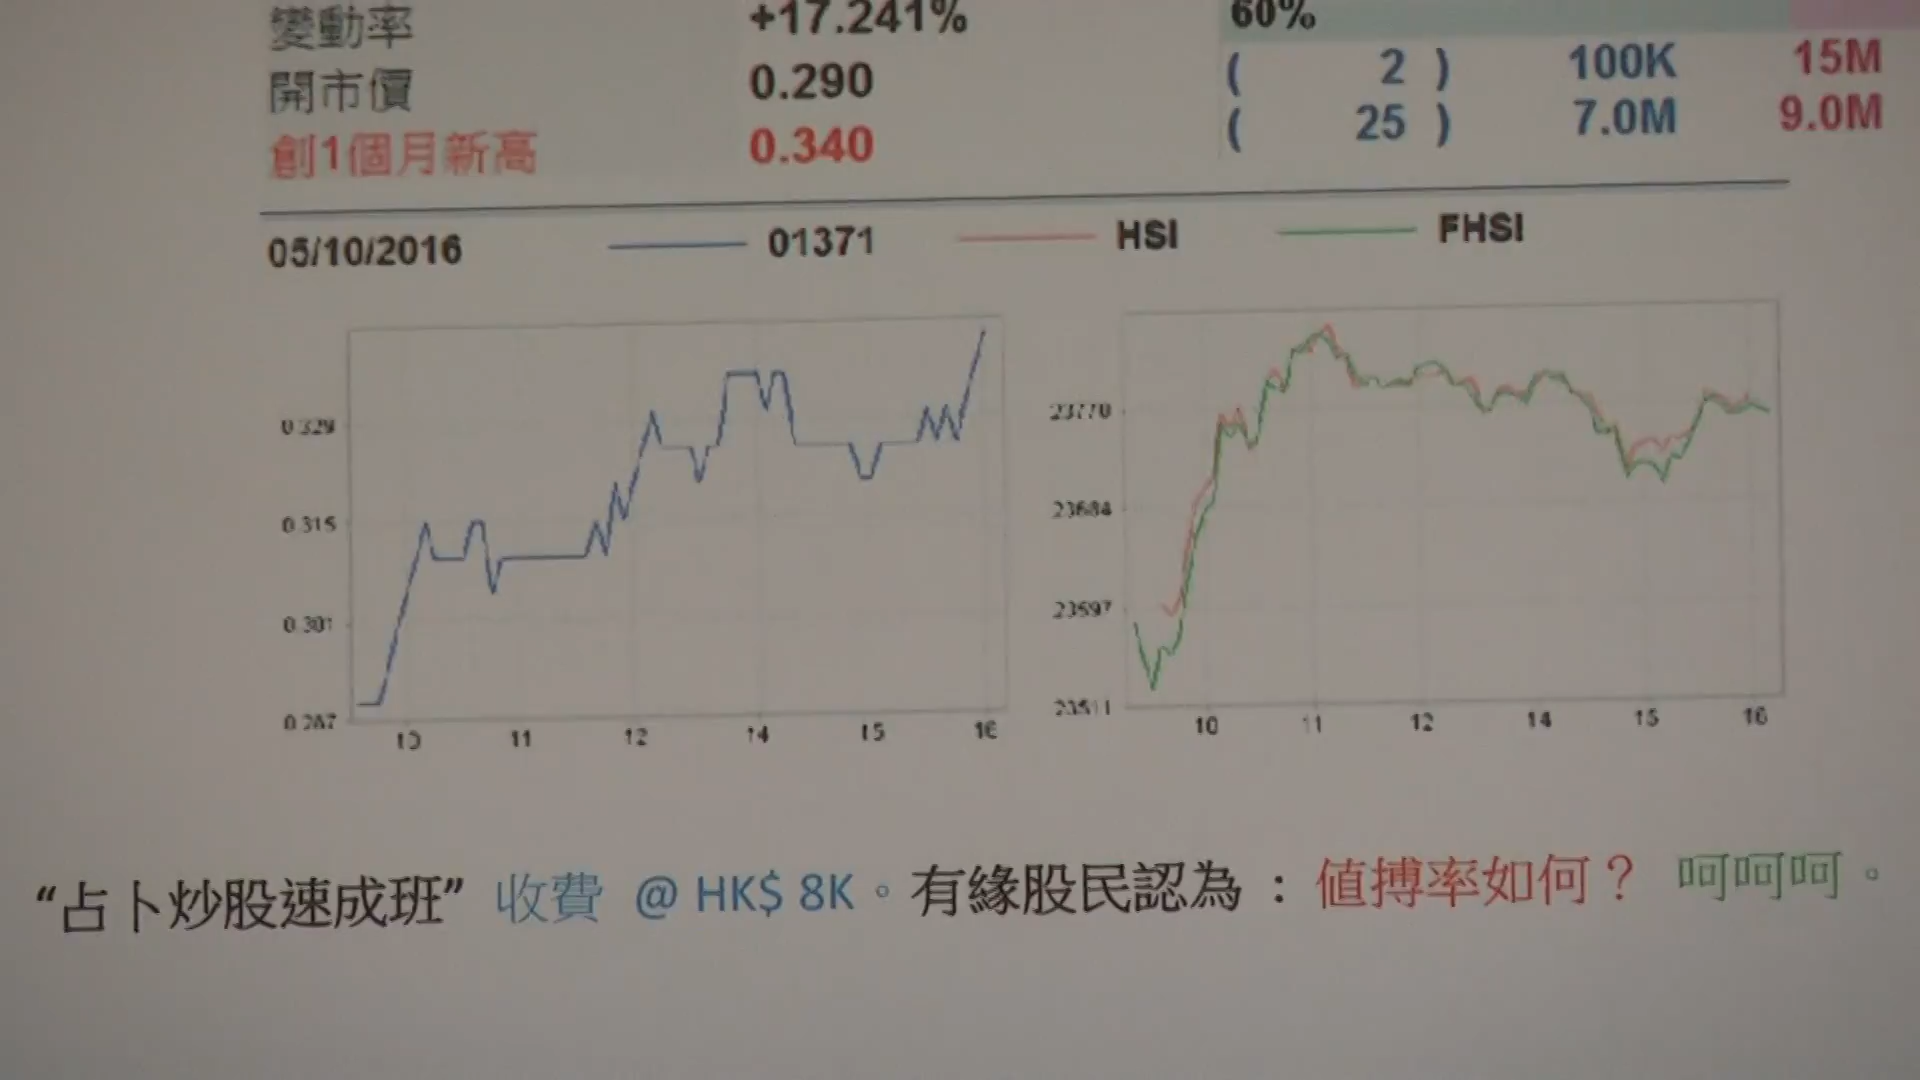 變動率 +17.241% 60%
開市價 0.290 ( 2 ) 100K 15M
創1個月新高 0.340 ( 25 ) 7.0M 9.0M
05/10/2016 01371 HSI FHSI
0.329
0.315
0.301
0.287
10 11 12 14 15 16
23770
23684
23597
23511
10 11 12 14 15 16
“占卜炒股速成班” 收費 @ HK$ 8K。有緣股民認為：值搏率如何？ 呵呵呵。